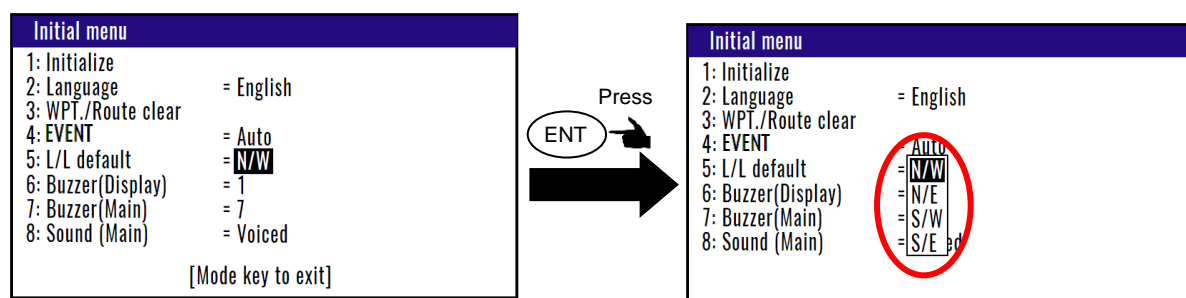 Initial menu
1: Initialize
2: Language = English
3: WPT./Route clear
4: EVENT = Auto
5: L/L default = N/W
6: Buzzer(Display) = 1
7: Buzzer(Main) = 7
8: Sound (Main) = Voiced
[Mode key to exit]
Press
ENT
Initial menu
1: Initialize
2: Language = English
3: WPT./Route clear
4: EVENT = Auto
5: L/L default = N/W
6: Buzzer(Display) = N/E
7: Buzzer(Main) = S/W
8: Sound (Main) = S/E ed